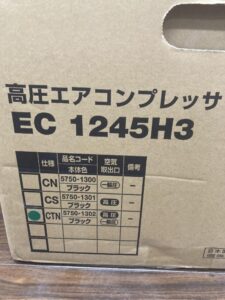 高圧エアコンプレッサ
EC 1245H3
仕様 品名コード 本体色 空気取出口 備考
CN 5750-1300 ブラック 一般圧 −
CS 5750-1301 ブラック 高圧 −
CTN 5750-1302 ブラック 高圧 一般圧 −